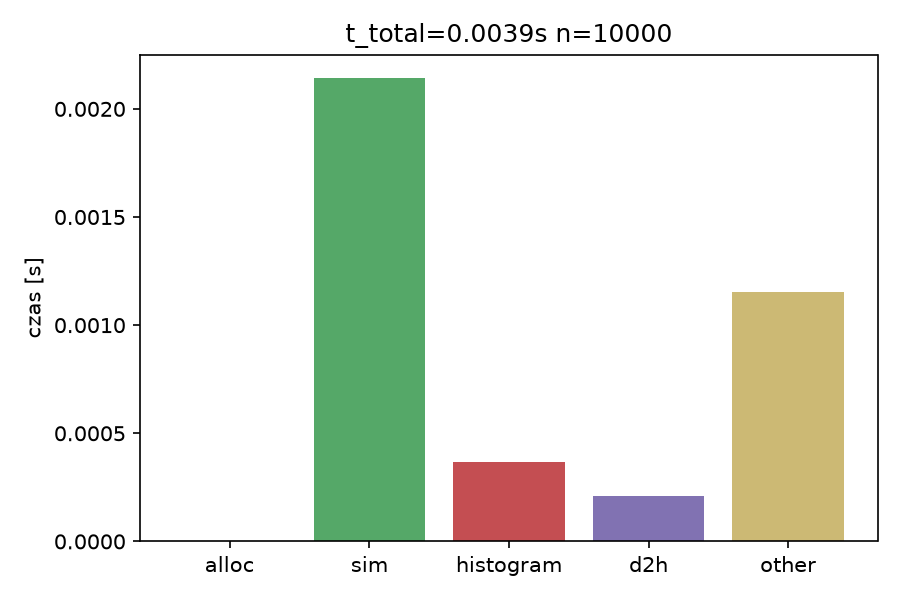 t_total=0.0039s n=10000
czas [s]
0.0020
0.0015
0.0010
0.0005
0.0000
alloc sim histogram d2h other